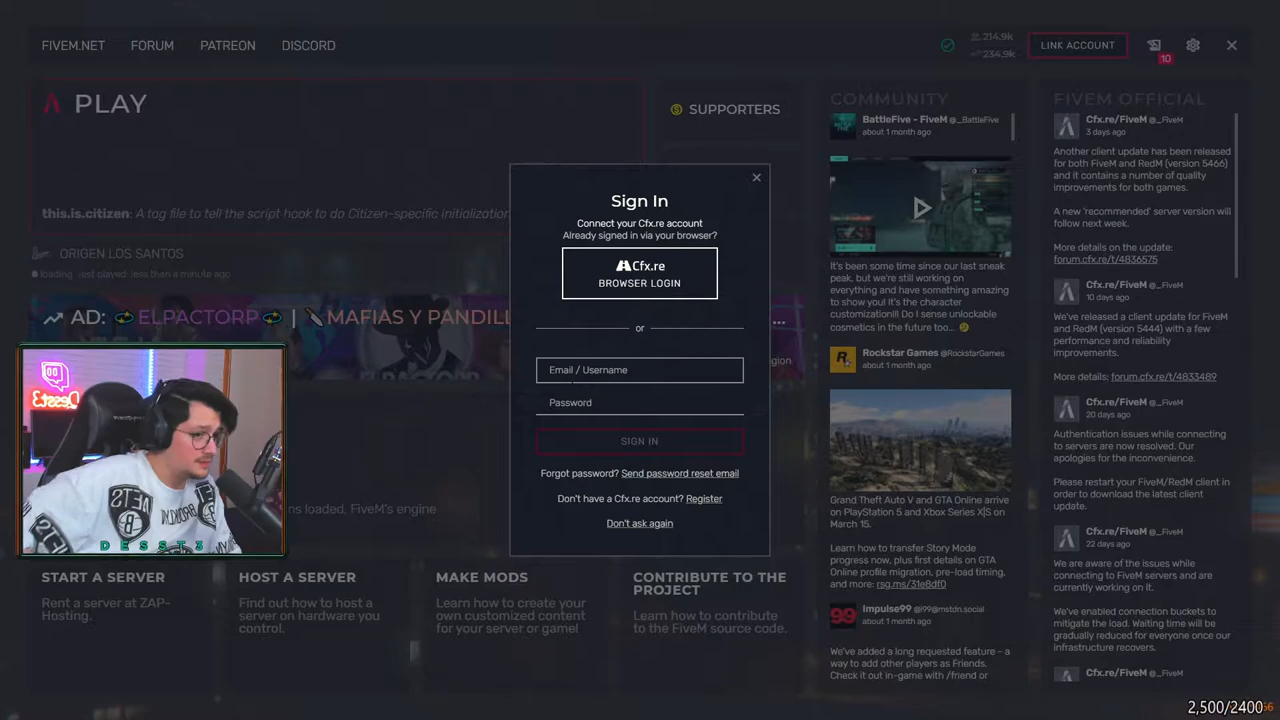 FIVEM.NET FORUM PATREON DISCORD
214.9k
234.9k
LINK ACCOUNT
10
PLAY
this.is.citizen: A tag file to tell the script hook to do Citizen-specific initialization
ORIGEN LOS SANTOS
loading last played: less than a minute ago
AD: ELPACTORP | MAFIAS Y PANDILL
...
SUPPORTERS
Sign In
Connect your Cfx.re account
Already signed in via your browser?
Cfx.re
BROWSER LOGIN
or
Email / Username
Password
SIGN IN
Forgot password? Send password reset email
Don't have a Cfx.re account? Register
Don't ask again
gion
Desst3
BROOKLYN
NETS
DESST3
ns loaded, FiveM's engine
START A SERVER
Rent a server at ZAP-
Hosting.
HOST A SERVER
Find out how to host a
server on hardware you
control.
MAKE MODS
Learn how to create your
own customized content
for your server or game!
CONTRIBUTE TO THE
PROJECT
Learn how to contribute
to the FiveM source code.
COMMUNITY
BattleFive - FiveM @_BattleFive
about 1 month ago
It's been some time since our last sneak
peak, but we're still working on
everything and have something amazing
to show you! It's the character
customization!! Do I sense unlockable
cosmetics in the future too...
Rockstar Games @RockstarGames
about 1 month ago
Grand Theft Auto V and GTA Online arrive
on PlayStation 5 and Xbox Series X|S on
March 15.
Learn how to transfer Story Mode
progress now, plus first details on GTA
Online profile migration, pre-load timing,
and more: rsg.ms/31e8df0
Impulse99 @i99@mstdn.social
about 1 month ago
We've added a long requested feature - a
way to add other players as Friends.
Check it out in-game with /friend or
FIVEM OFFICIAL
Cfx.re/FiveM @_FiveM
3 days ago
Another client update has been released
for both FiveM and RedM (version 5466)
and it contains a number of quality
improvements for both games.
A new 'recommended' server version will
follow next week.
More details on the update:
forum.cfx.re/t/4836575
Cfx.re/FiveM @_FiveM
10 days ago
We've released a client update for FiveM
and RedM (version 5444) with a few
performance and reliability
improvements.
More details: forum.cfx.re/t/4833489
Cfx.re/FiveM @_FiveM
20 days ago
Authentication issues while connecting
to servers are now resolved. Our
apologies for the inconvenience.
Please restart your FiveM/RedM client in
order to download the latest client
update.
Cfx.re/FiveM @_FiveM
22 days ago
We are aware of the issues while
connecting to FiveM servers and are
currently working on it.
We've enabled connection buckets to
mitigate the load. Waiting time will be
gradually reduced for everyone once our
infrastructure recovers.
Cfx.re/FiveM @_FiveM
2,500/2400